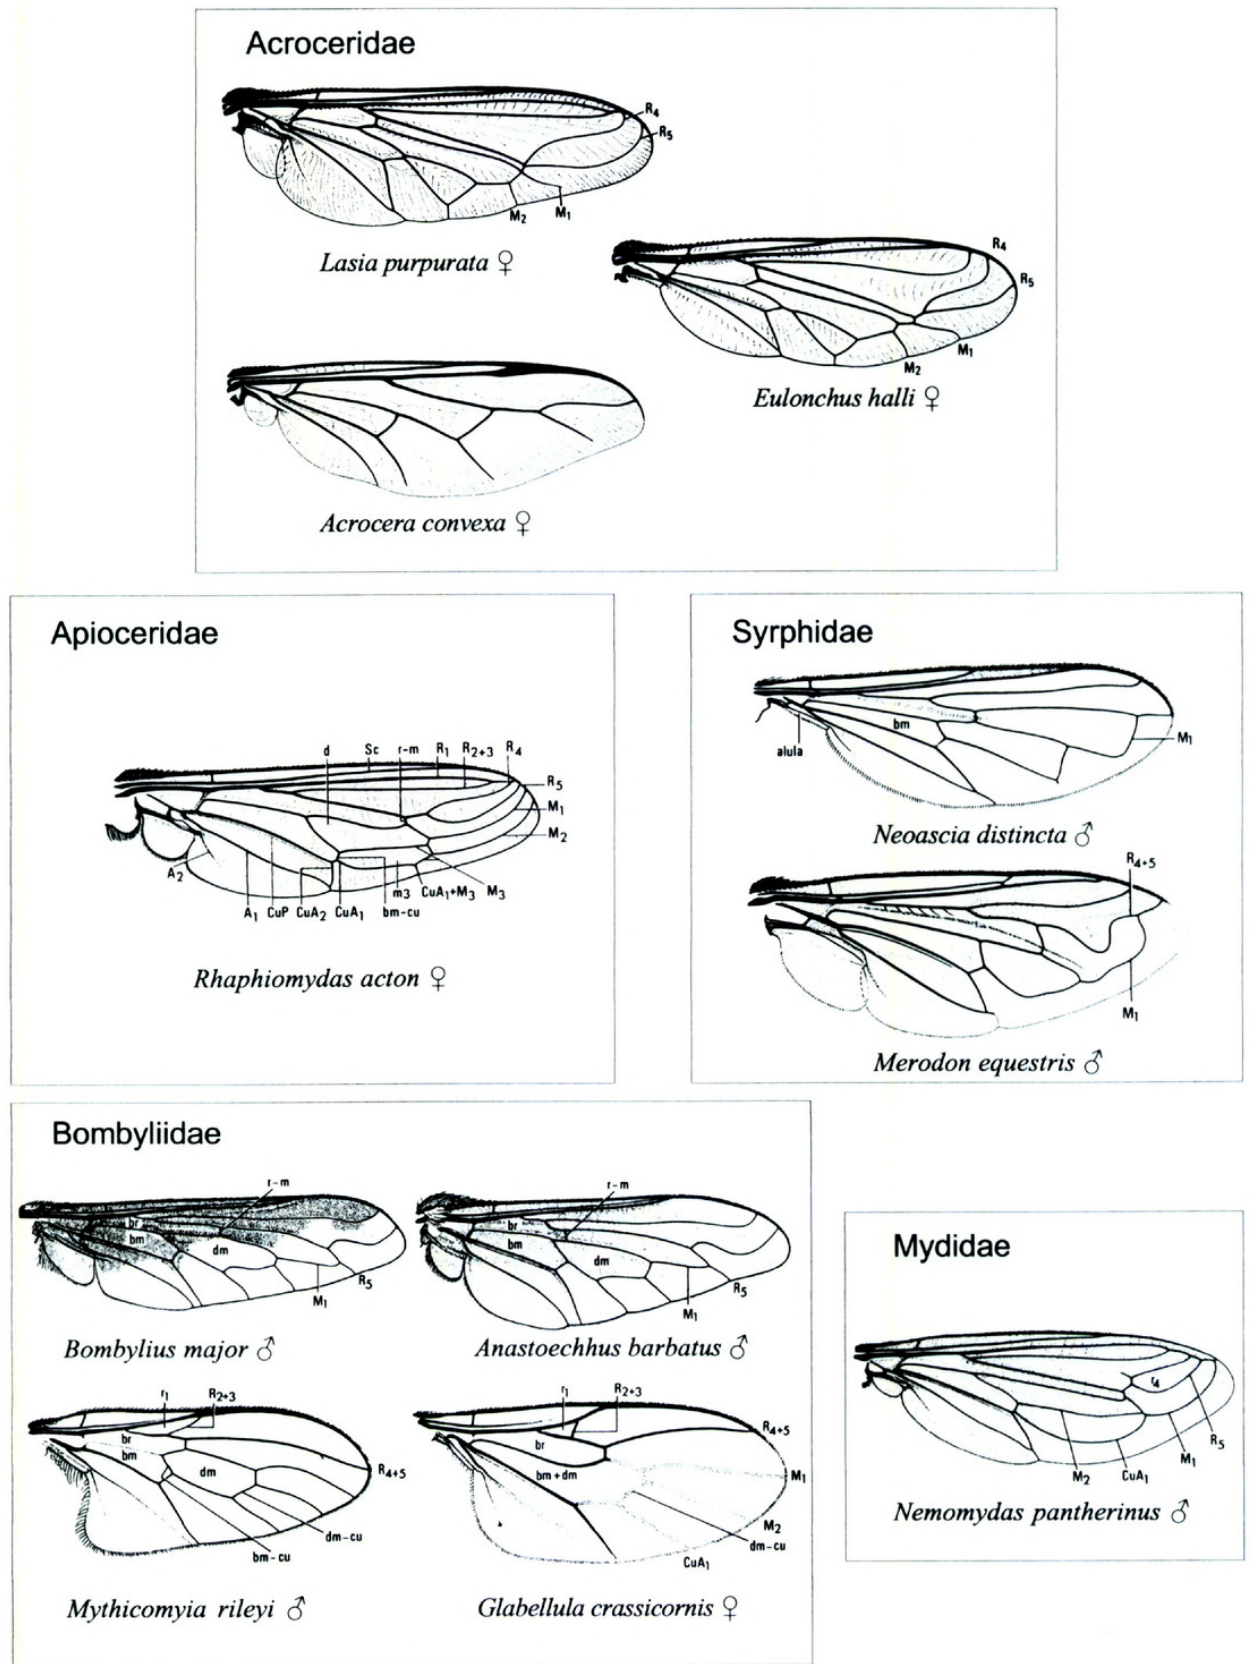 Acroceridae
R4
R5
M2
M1
Lasia purpurata ♀
R4
R5
M1
M2
Eulonchus halli ♀
Acrocera convexa ♀
Apioceridae
d Sc r-m R1 R2+3 R4
R5
M1
M2
A2
A1 CuP CuA2 CuA1 bm-cu m3 CuA1+M3 M3
Rhaphiomydas acton ♀
Syrphidae
bm
alula
M1
Neoascia distincta ♂
R4+5
M1
Merodon equestris ♂
Bombyliidae
r-m
br
bm
dm
M1
R5
Bombylius major ♂
r-m
br
bm
dm
M1
R5
Anastoechhus barbatus ♂
r1 R2+3
br
bm
dm
R4+5
dm-cu
bm-cu
Mythicomyia rileyi ♂
r1 R2+3
R4+5
br
bm+dm
M1
M2
dm-cu
CuA1
Glabellula crassicornis ♀
Mydidae
r4
R5
M1
M2 CuA1
Nemomydas pantherinus ♂